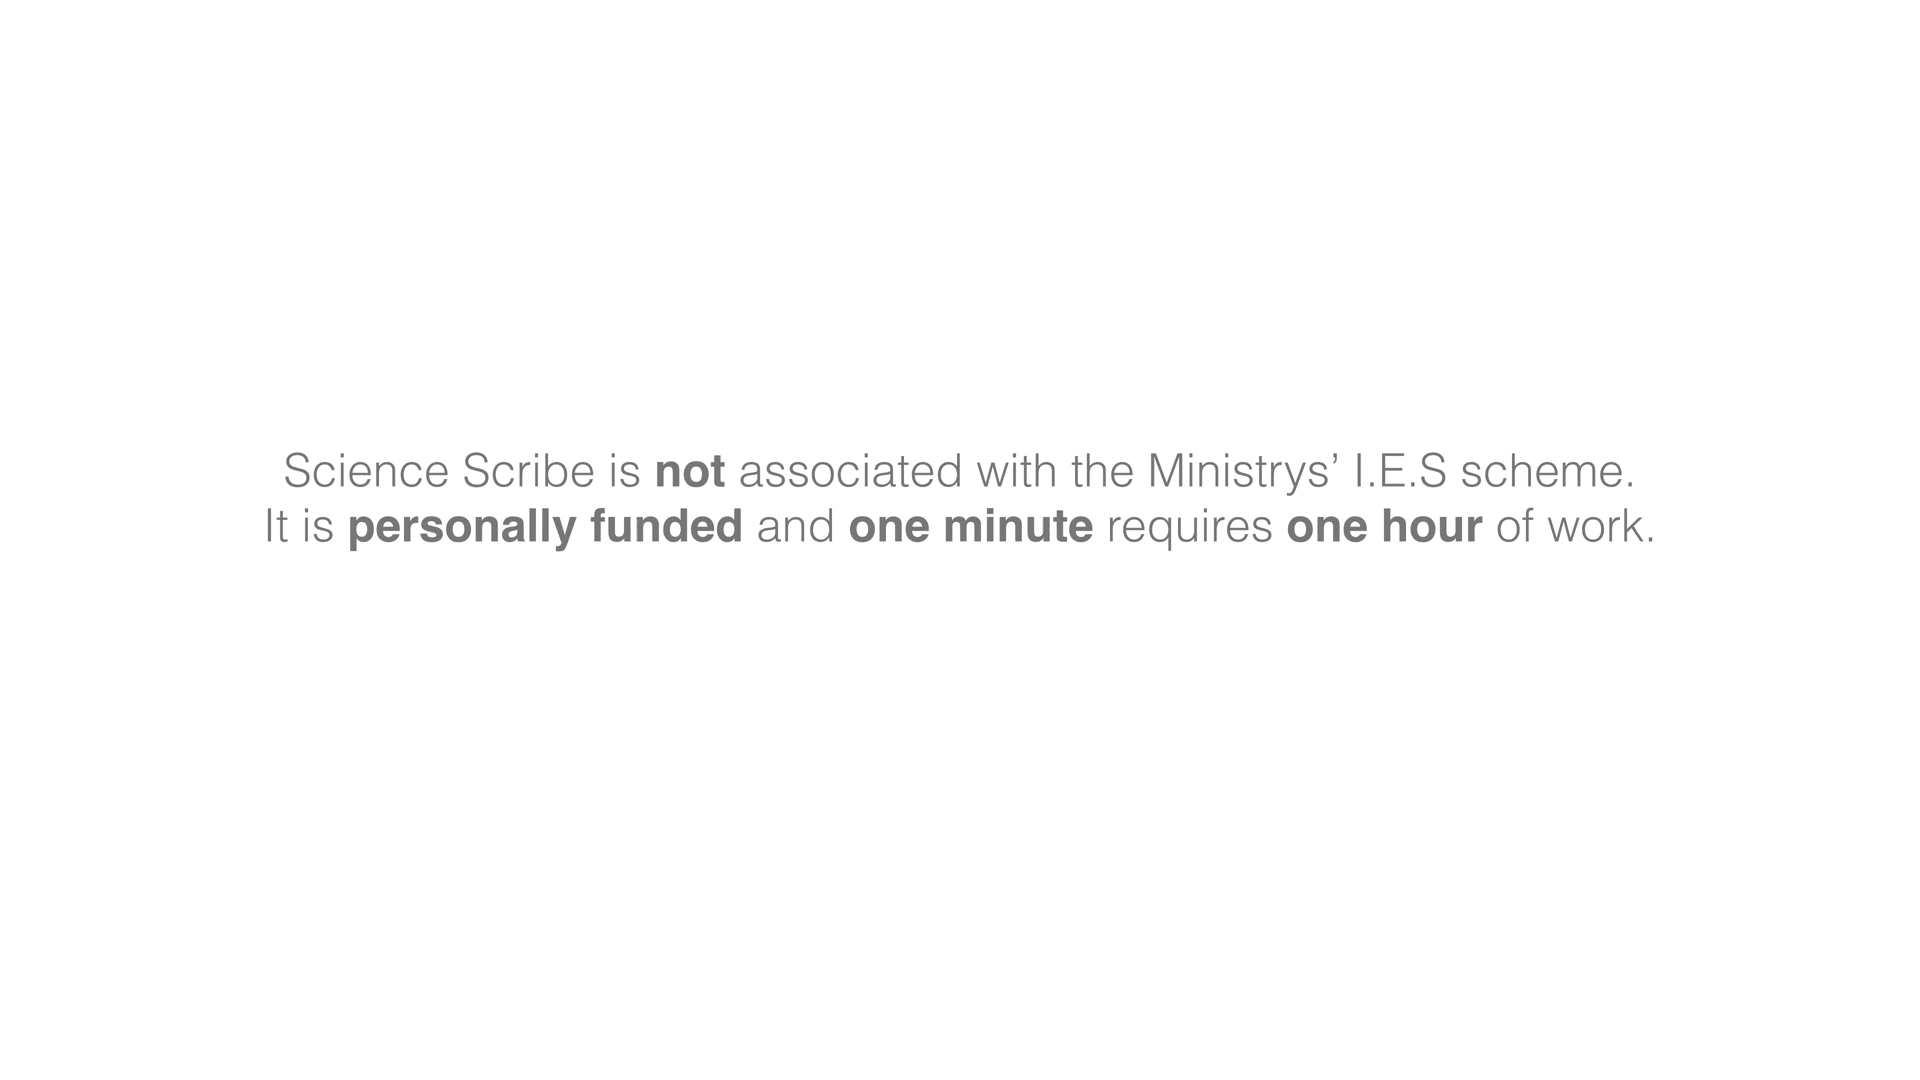 Science Scribe is not associated with the Ministrys’ I.E.S scheme.
It is personally funded and one minute requires one hour of work.